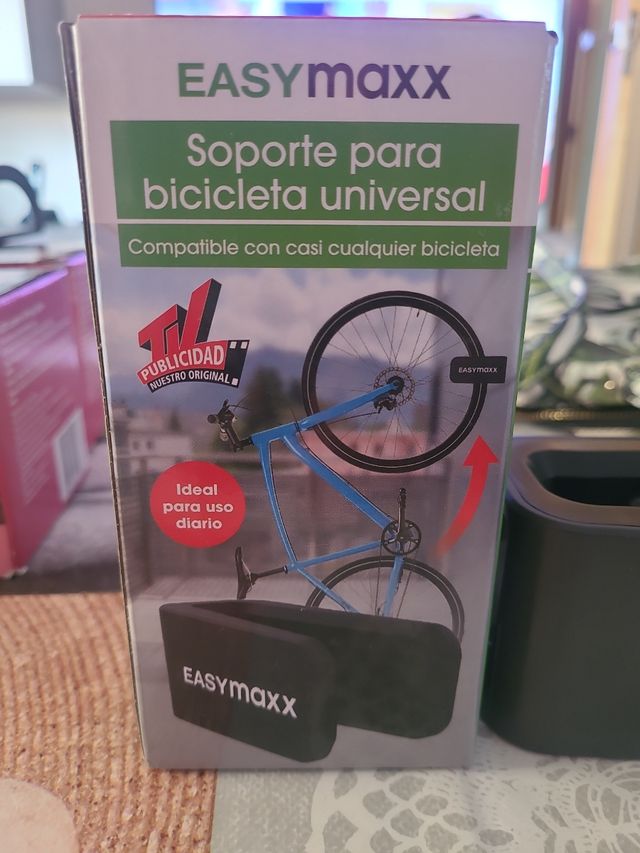 EASYmaxx
Soporte para
bicicleta universal
Compatible con casi cualquier bicicleta
TV
PUBLICIDAD
NUESTRO ORIGINAL
EASYmaxx
Ideal
para uso
diario
EASYmaxx